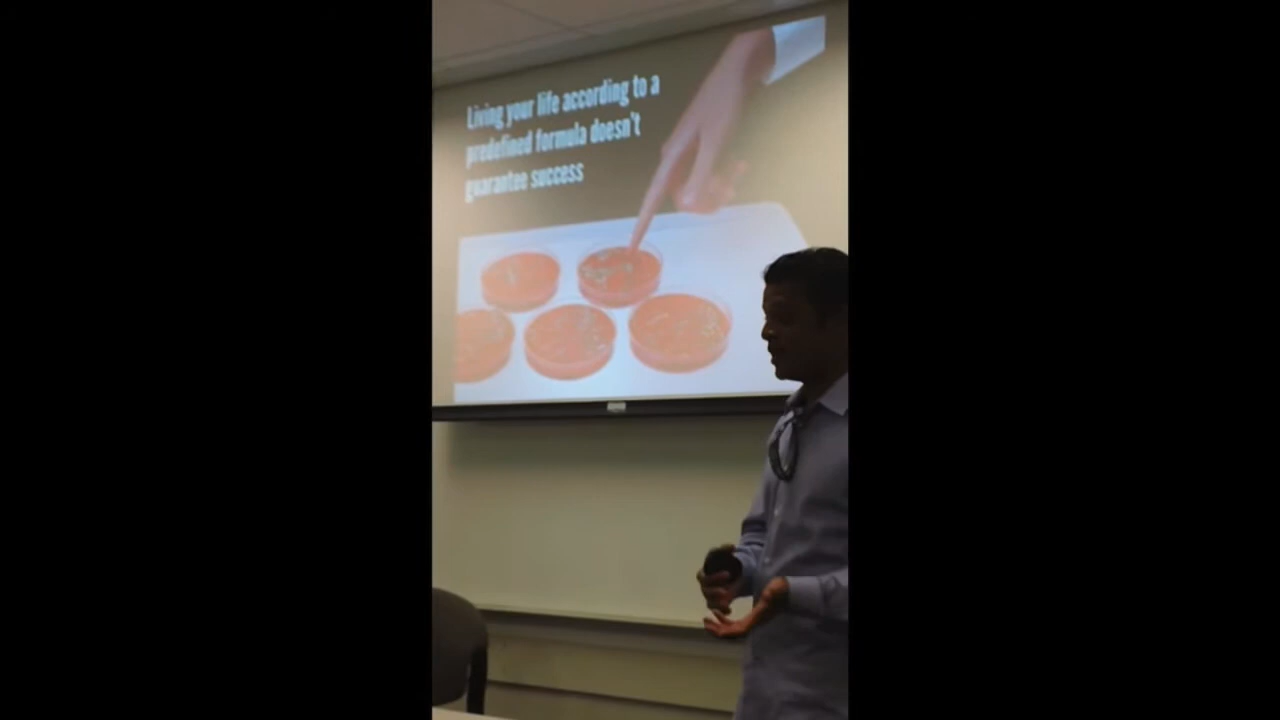 Living your life according to a
predefined formula doesn't
guarantee success